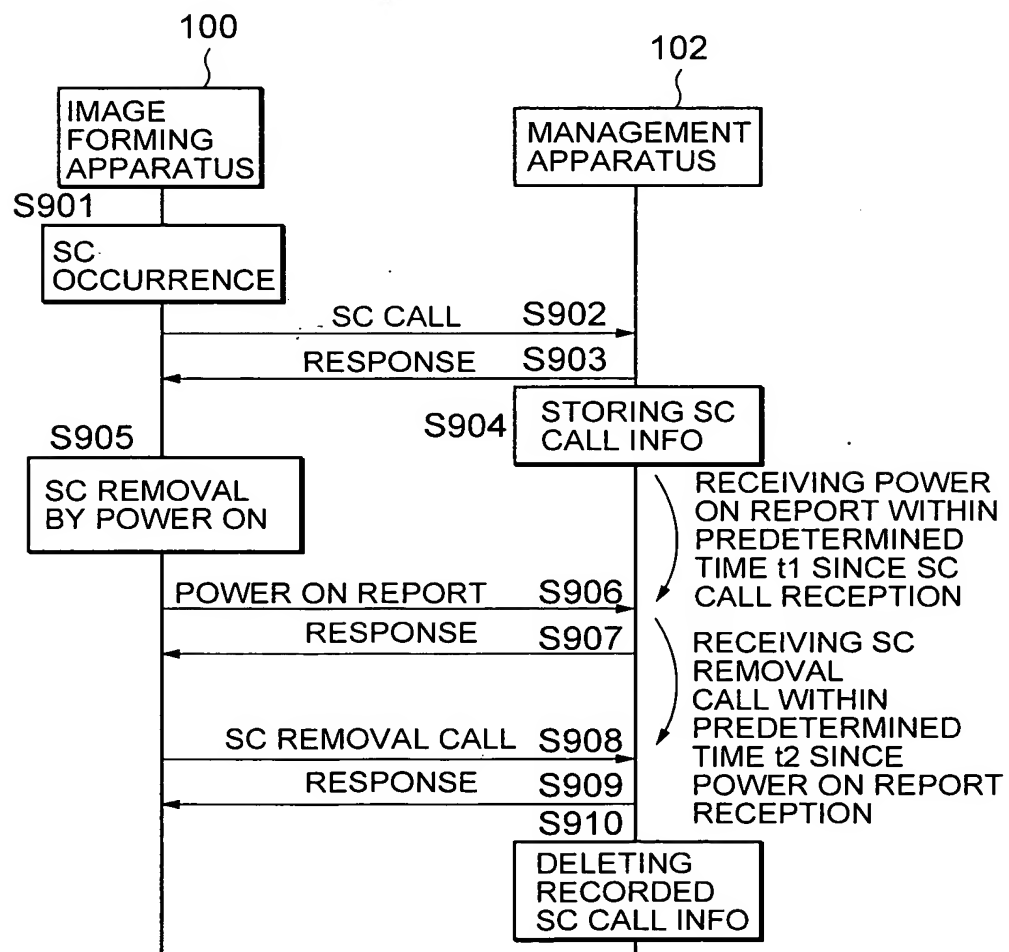 100
102
IMAGE
FORMING
APPARATUS
MANAGEMENT
APPARATUS
S901
SC
OCCURRENCE
SC CALL S902
RESPONSE S903
S904
STORING SC
CALL INFO
S905
SC REMOVAL
BY POWER ON
RECEIVING POWER
ON REPORT WITHIN
PREDETERMINED
TIME t1 SINCE SC
CALL RECEPTION
POWER ON REPORT S906
RESPONSE S907
RECEIVING SC
REMOVAL
CALL WITHIN
PREDETERMINED
TIME t2 SINCE
POWER ON REPORT
RECEPTION
SC REMOVAL CALL S908
RESPONSE S909
S910
DELETING
RECORDED
SC CALL INFO